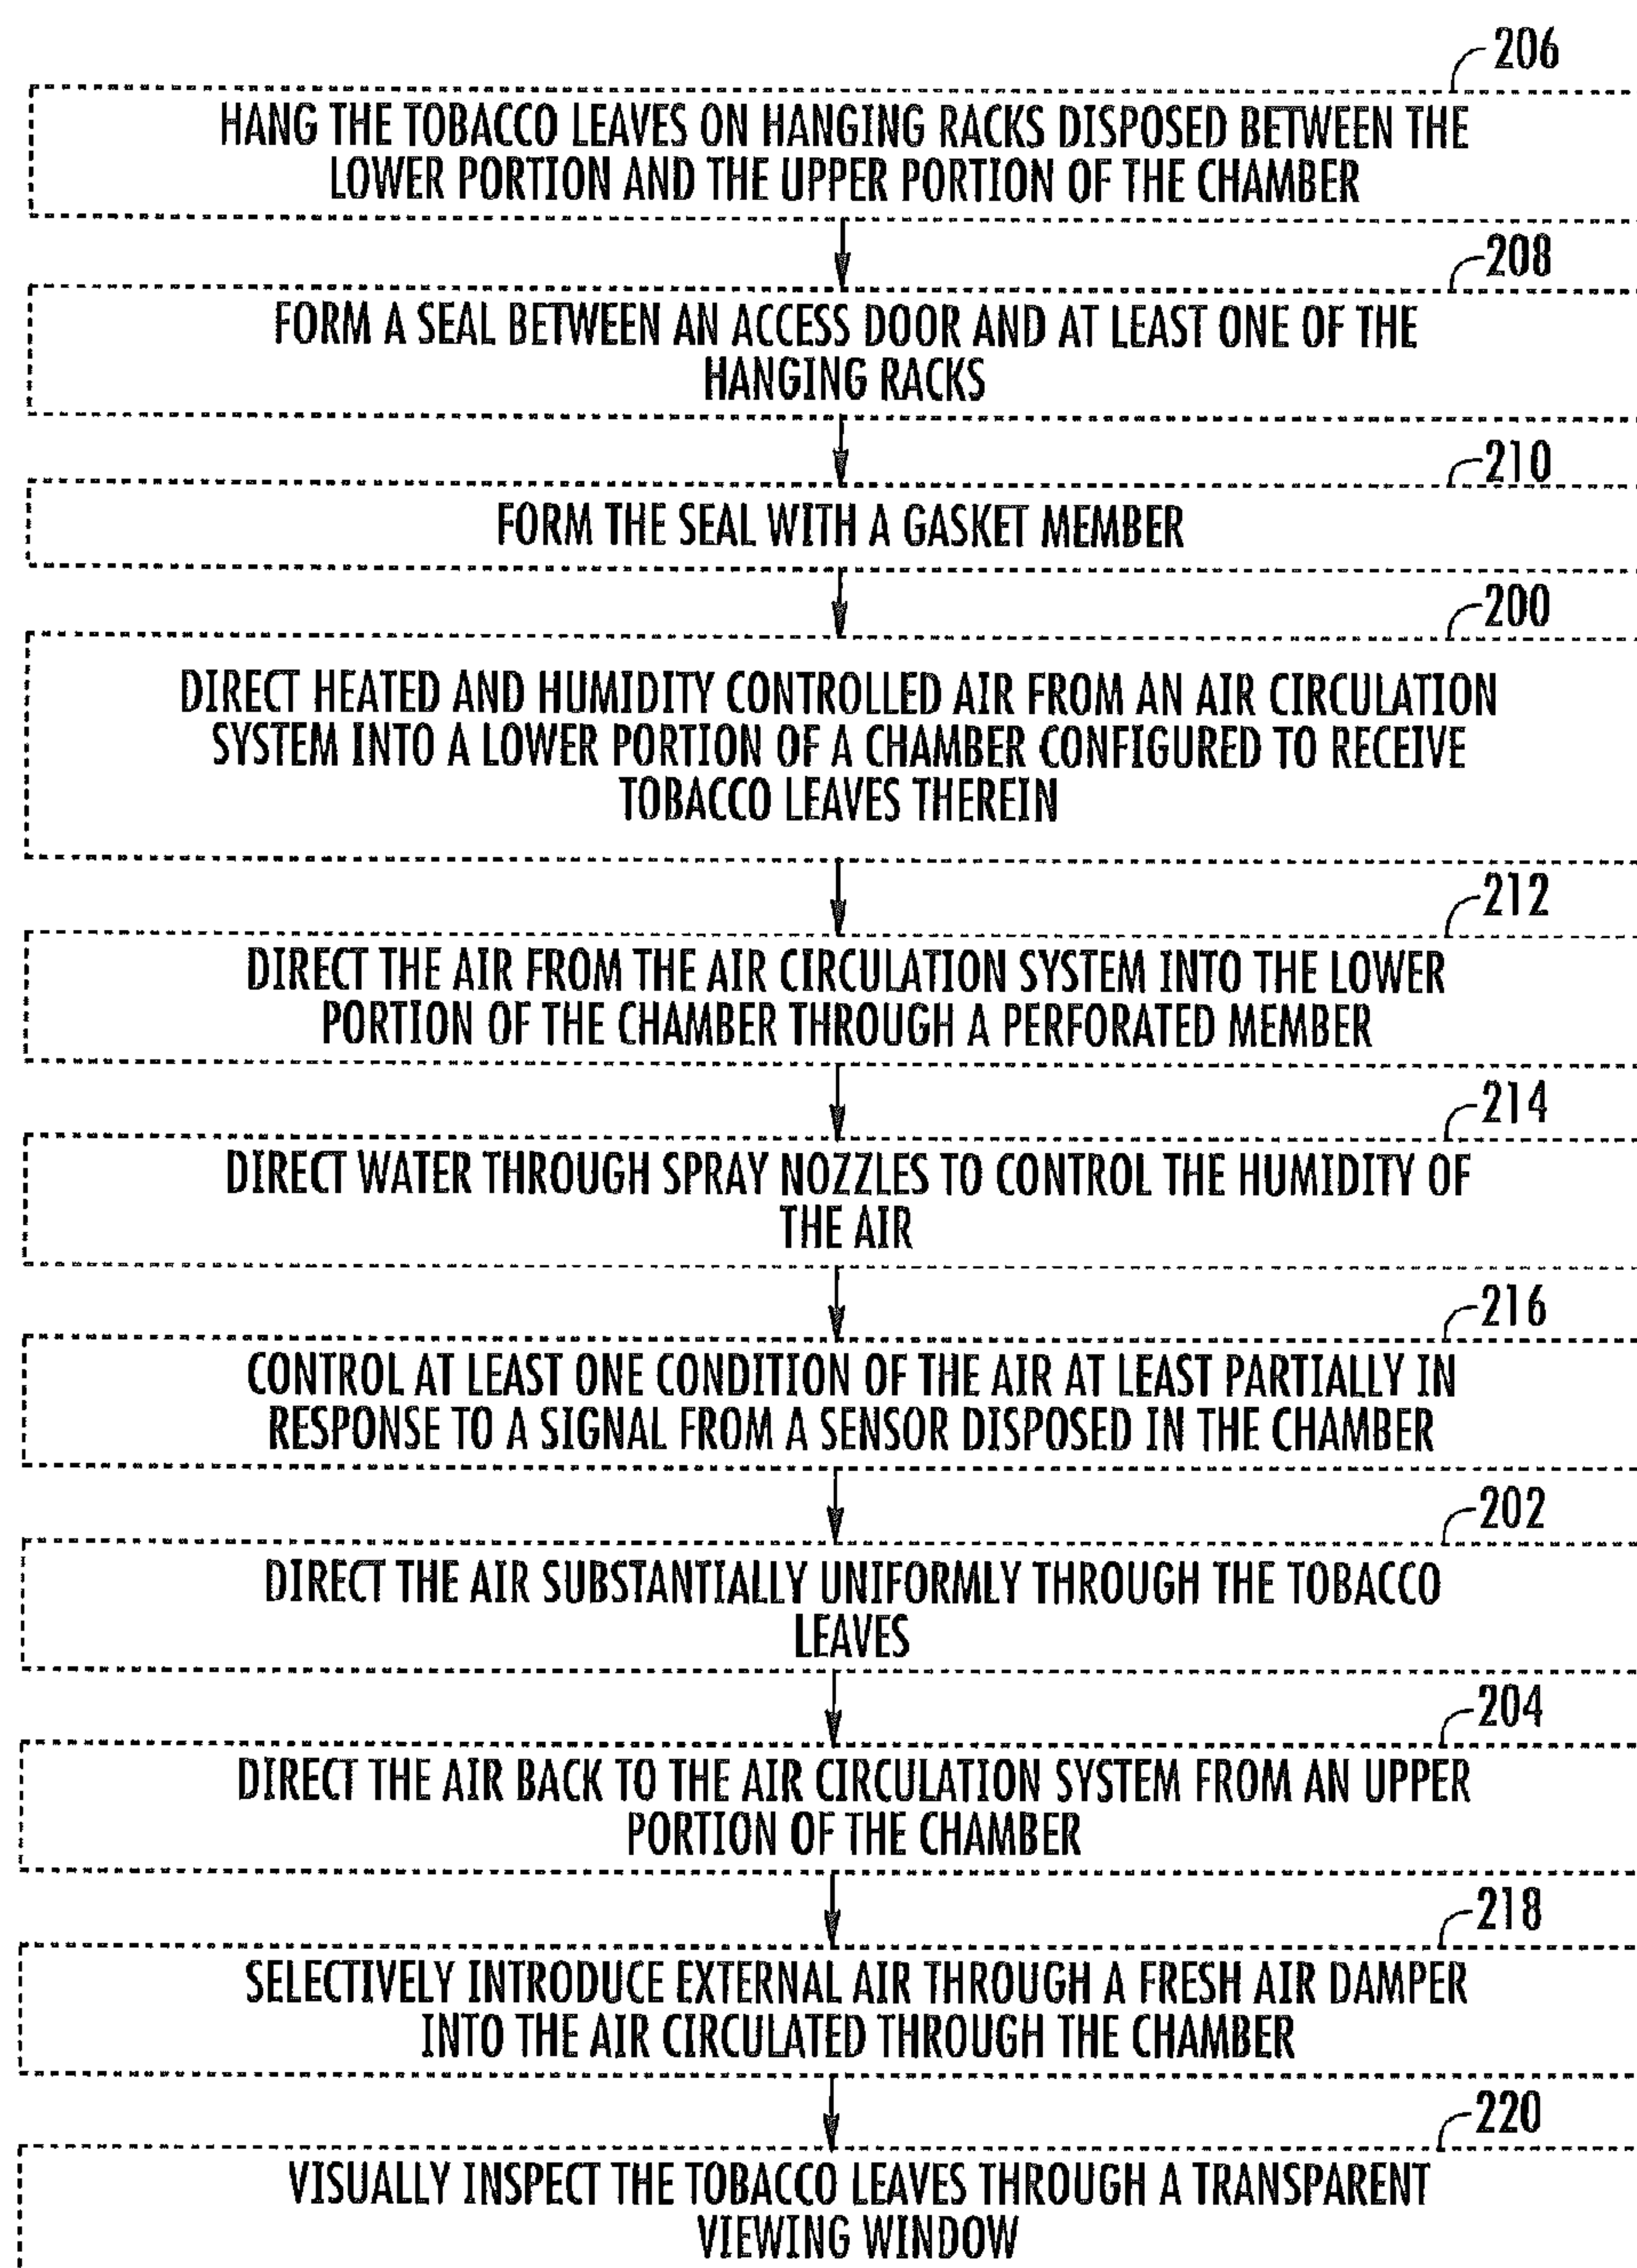 206
HANG THE TOBACCO LEAVES ON HANGING RACKS DISPOSED BETWEEN THE
LOWER PORTION AND THE UPPER PORTION OF THE CHAMBER
208
FORM A SEAL BETWEEN AN ACCESS DOOR AND AT LEAST ONE OF THE
HANGING RACKS
210
FORM THE SEAL WITH A GASKET MEMBER
200
DIRECT HEATED AND HUMIDITY CONTROLLED AIR FROM AN AIR CIRCULATION
SYSTEM INTO A LOWER PORTION OF A CHAMBER CONFIGURED TO RECEIVE
TOBACCO LEAVES THEREIN
212
DIRECT THE AIR FROM THE AIR CIRCULATION SYSTEM INTO THE LOWER
PORTION OF THE CHAMBER THROUGH A PERFORATED MEMBER
214
DIRECT WATER THROUGH SPRAY NOZZLES TO CONTROL THE HUMIDITY OF
THE AIR
216
CONTROL AT LEAST ONE CONDITION OF THE AIR AT LEAST PARTIALLY IN
RESPONSE TO A SIGNAL FROM A SENSOR DISPOSED IN THE CHAMBER
202
DIRECT THE AIR SUBSTANTIALLY UNIFORMLY THROUGH THE TOBACCO
LEAVES
204
DIRECT THE AIR BACK TO THE AIR CIRCULATION SYSTEM FROM AN UPPER
PORTION OF THE CHAMBER
218
SELECTIVELY INTRODUCE EXTERNAL AIR THROUGH A FRESH AIR DAMPER
INTO THE AIR CIRCULATED THROUGH THE CHAMBER
220
VISUALLY INSPECT THE TOBACCO LEAVES THROUGH A TRANSPARENT
VIEWING WINDOW